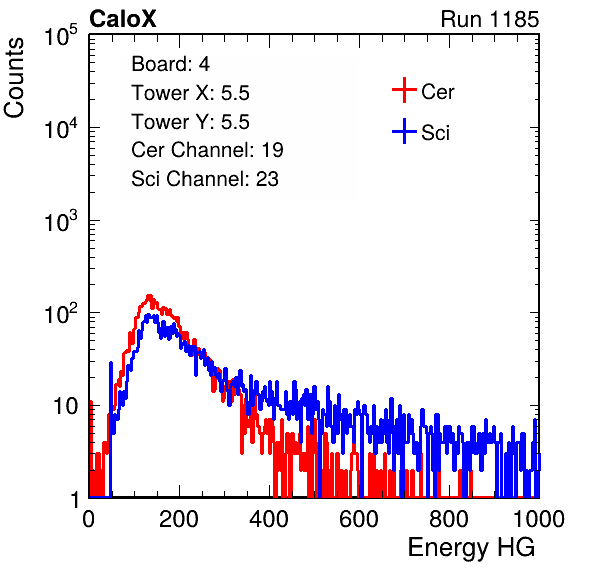 CaloX Run 1185
Counts
Board: 4
Tower X: 5.5
Tower Y: 5.5
Cer Channel: 19
Sci Channel: 23
Cer
Sci
10^5
10^4
10^3
10^2
10
1
0 200 400 600 800 1000
Energy HG